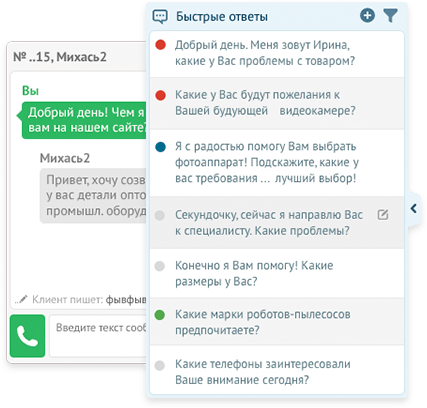 Быстрые ответы
№ ..15, Михась2
Вы
Добрый день! Чем я
вам на нашем сайте?
Михась2
Привет, хочу созв
у вас детали опто
промышл. оборуд
Клиент пишет: фывфыв
Введите текст сооб
Добрый день. Меня зовут Ирина,
какие у Вас проблемы с товаром?
Какие у Вас будут пожелания к
Вашей будующей видеокамере?
Я с радостью помогу Вам выбрать
фотоаппарат! Подскажите, какие у
вас требования ... лучший выбор!
Секундочку, сейчас я направлю Вас
к специалисту. Какие проблемы?
Конечно я Вам помогу! Какие
размеры у Вас?
Какие марки роботов-пылесосов
предпочитаете?
Какие телефоны заинтересовали
Ваше внимание сегодня?